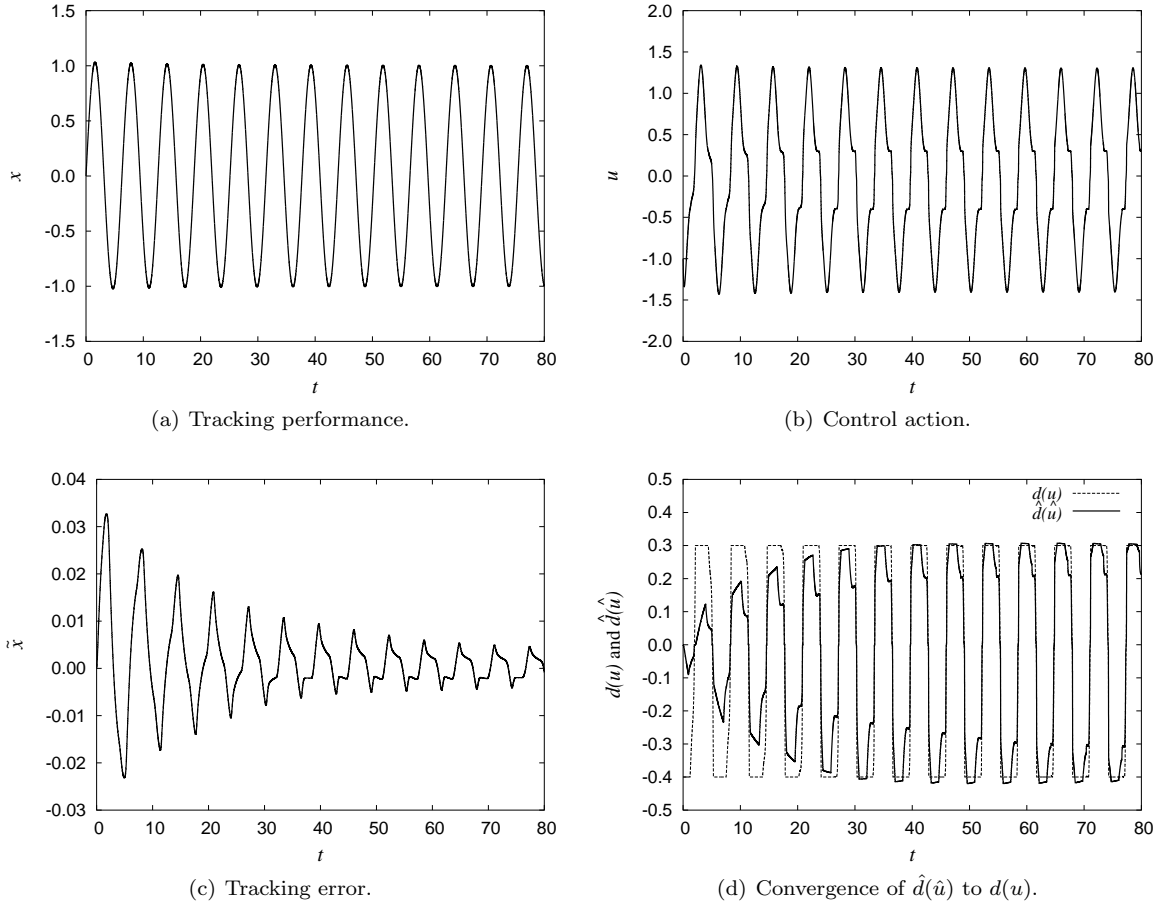 1.5
1.0
0.5
0.0
-0.5
-1.0
-1.5
x
0 10 20 30 40 50 60 70 80
t
(a) Tracking performance.
2.0
1.5
1.0
0.5
0.0
-0.5
-1.0
-1.5
-2.0
u
0 10 20 30 40 50 60 70 80
t
(b) Control action.
0.04
0.03
0.02
0.01
0.00
-0.01
-0.02
-0.03
x̃
0 10 20 30 40 50 60 70 80
t
(c) Tracking error.
0.5
0.4
0.3
0.2
0.1
0.0
-0.1
-0.2
-0.3
-0.4
-0.5
d(u) and d̂(û)
d(u)
d̂(û)
0 10 20 30 40 50 60 70 80
t
(d) Convergence of d̂(û) to d(u).